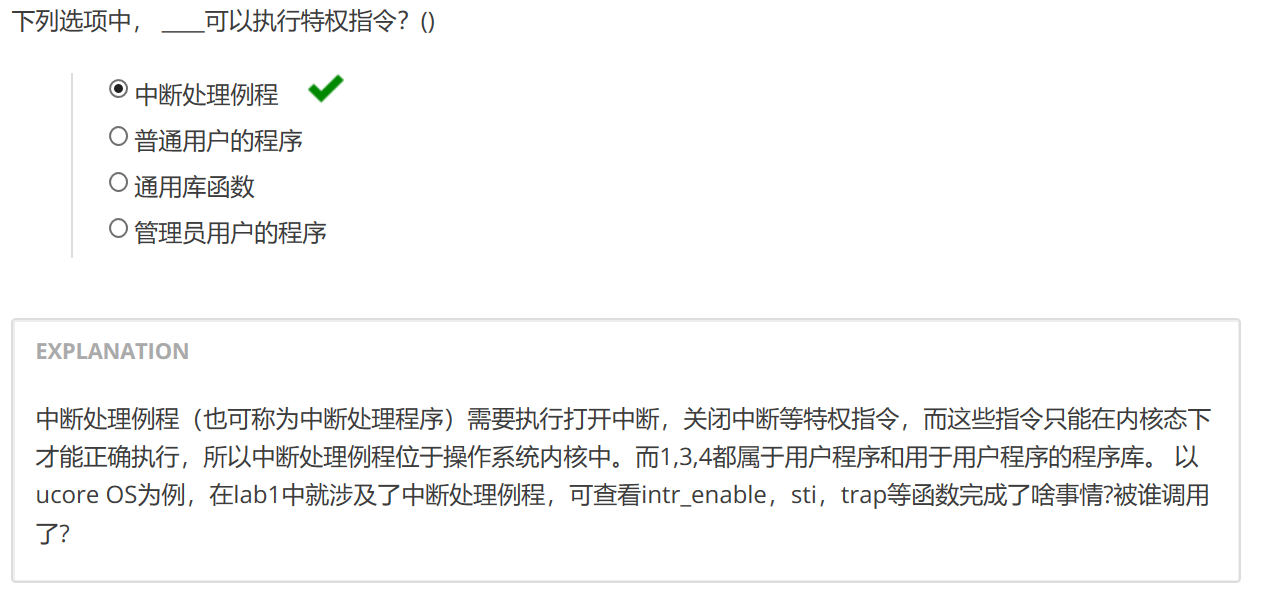 下列选项中， ____可以执行特权指令？()
中断处理例程
普通用户的程序
通用库函数
管理员用户的程序
EXPLANATION
中断处理例程（也可称为中断处理程序）需要执行打开中断，关闭中断等特权指令，而这些指令只能在内核态下
才能正确执行，所以中断处理例程位于操作系统内核中。而1,3,4都属于用户程序和用于用户程序的程序库。 以
ucore OS为例，在lab1中就涉及了中断处理例程，可查看intr_enable，sti，trap等函数完成了啥事情?被谁调用
了?